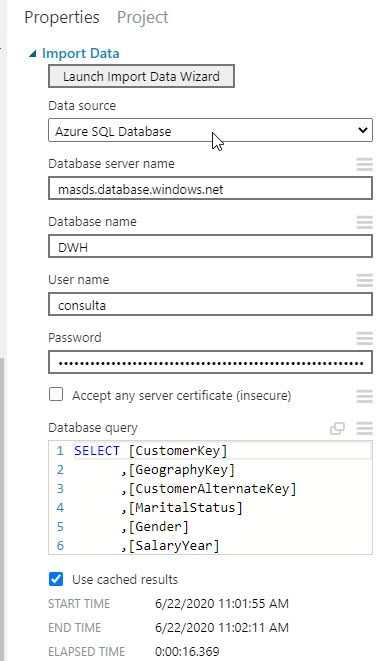 Properties Project
Import Data
Launch Import Data Wizard
Data source
Azure SQL Database
Database server name
masds.database.windows.net
Database name
DWH
User name
consulta
Password
Accept any server certificate (insecure)
Database query
1 SELECT [CustomerKey]
2 ,[GeographyKey]
3 ,[CustomerAlternateKey]
4 ,[MaritalStatus]
5 ,[Gender]
6 ,[SalaryYear]
Use cached results
START TIME 6/22/2020 11:01:55 AM
END TIME 6/22/2020 11:02:11 AM
ELAPSED TIME 0:00:16.369